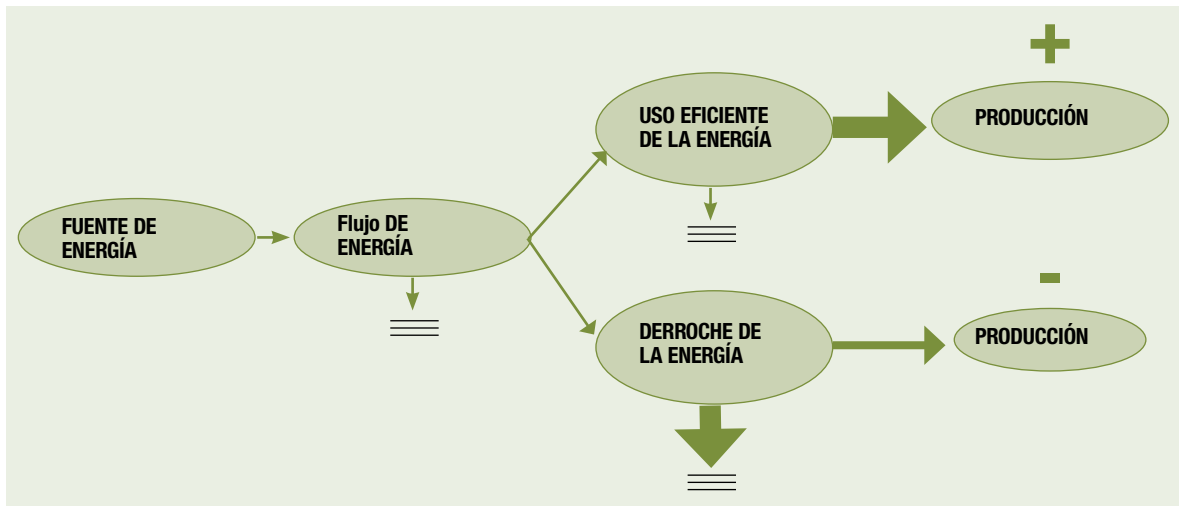 FUENTE DE
ENERGÍA
Flujo DE
ENERGÍA
USO EFICIENTE
DE LA ENERGÍA
+
PRODUCCIÓN
DERROCHE DE
LA ENERGÍA
-
PRODUCCIÓN